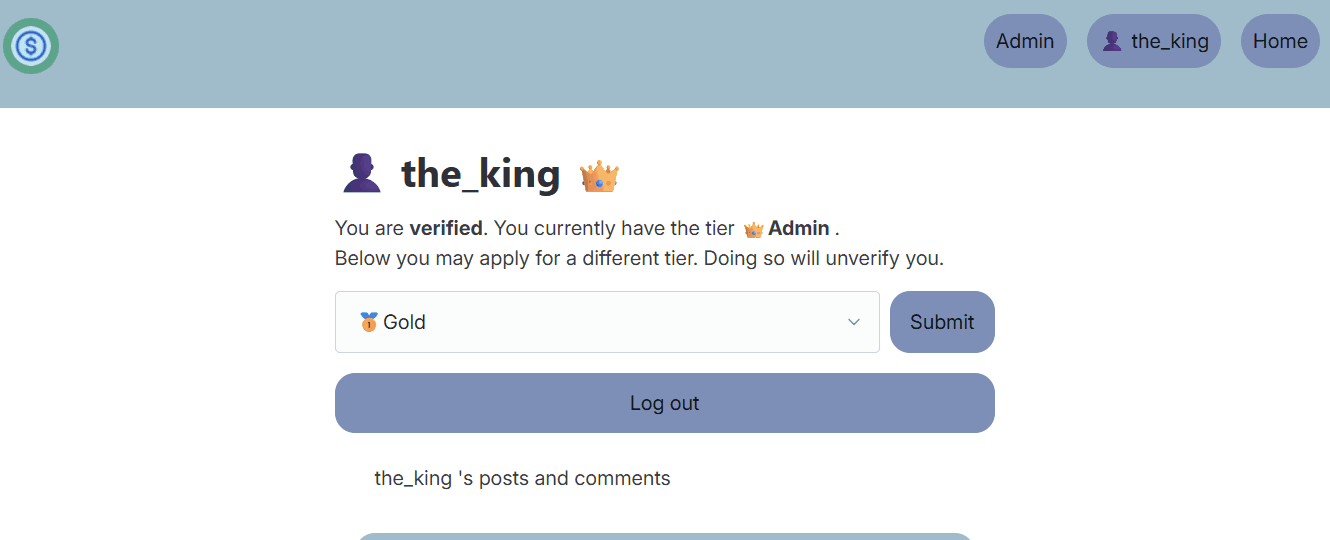 $
Admin
the_king
Home
the_king
You are verified. You currently have the tier Admin .
Below you may apply for a different tier. Doing so will unverify you.
1 Gold
Submit
Log out
the_king 's posts and comments